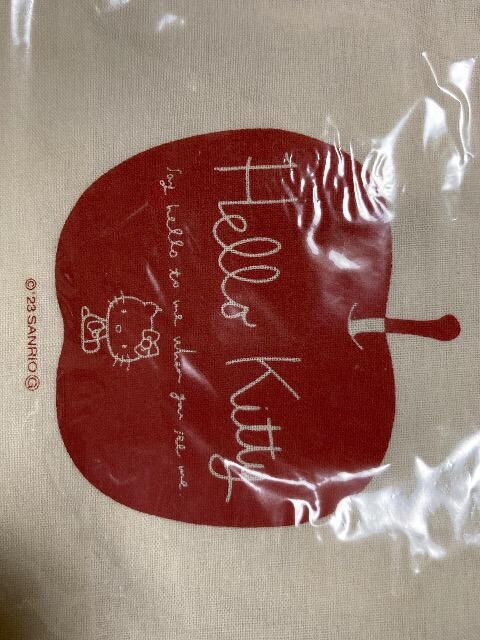 Hello Kitty
Say hello to me when you see me.
© '23 SANRIO Ⓖ